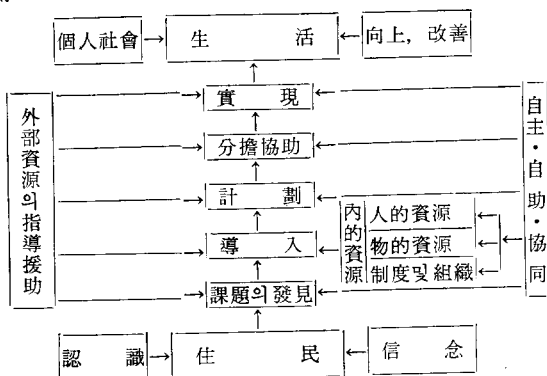 個人社會 → 生 活 ← 向上, 改善
實 現
分擔協助
計 劃
導 入
課題의發見
外部資源의指導援助
內的資源
人的資源
物的資源
制度및組織
自主·自助·協同
認 識 → 住 民 ← 信 念